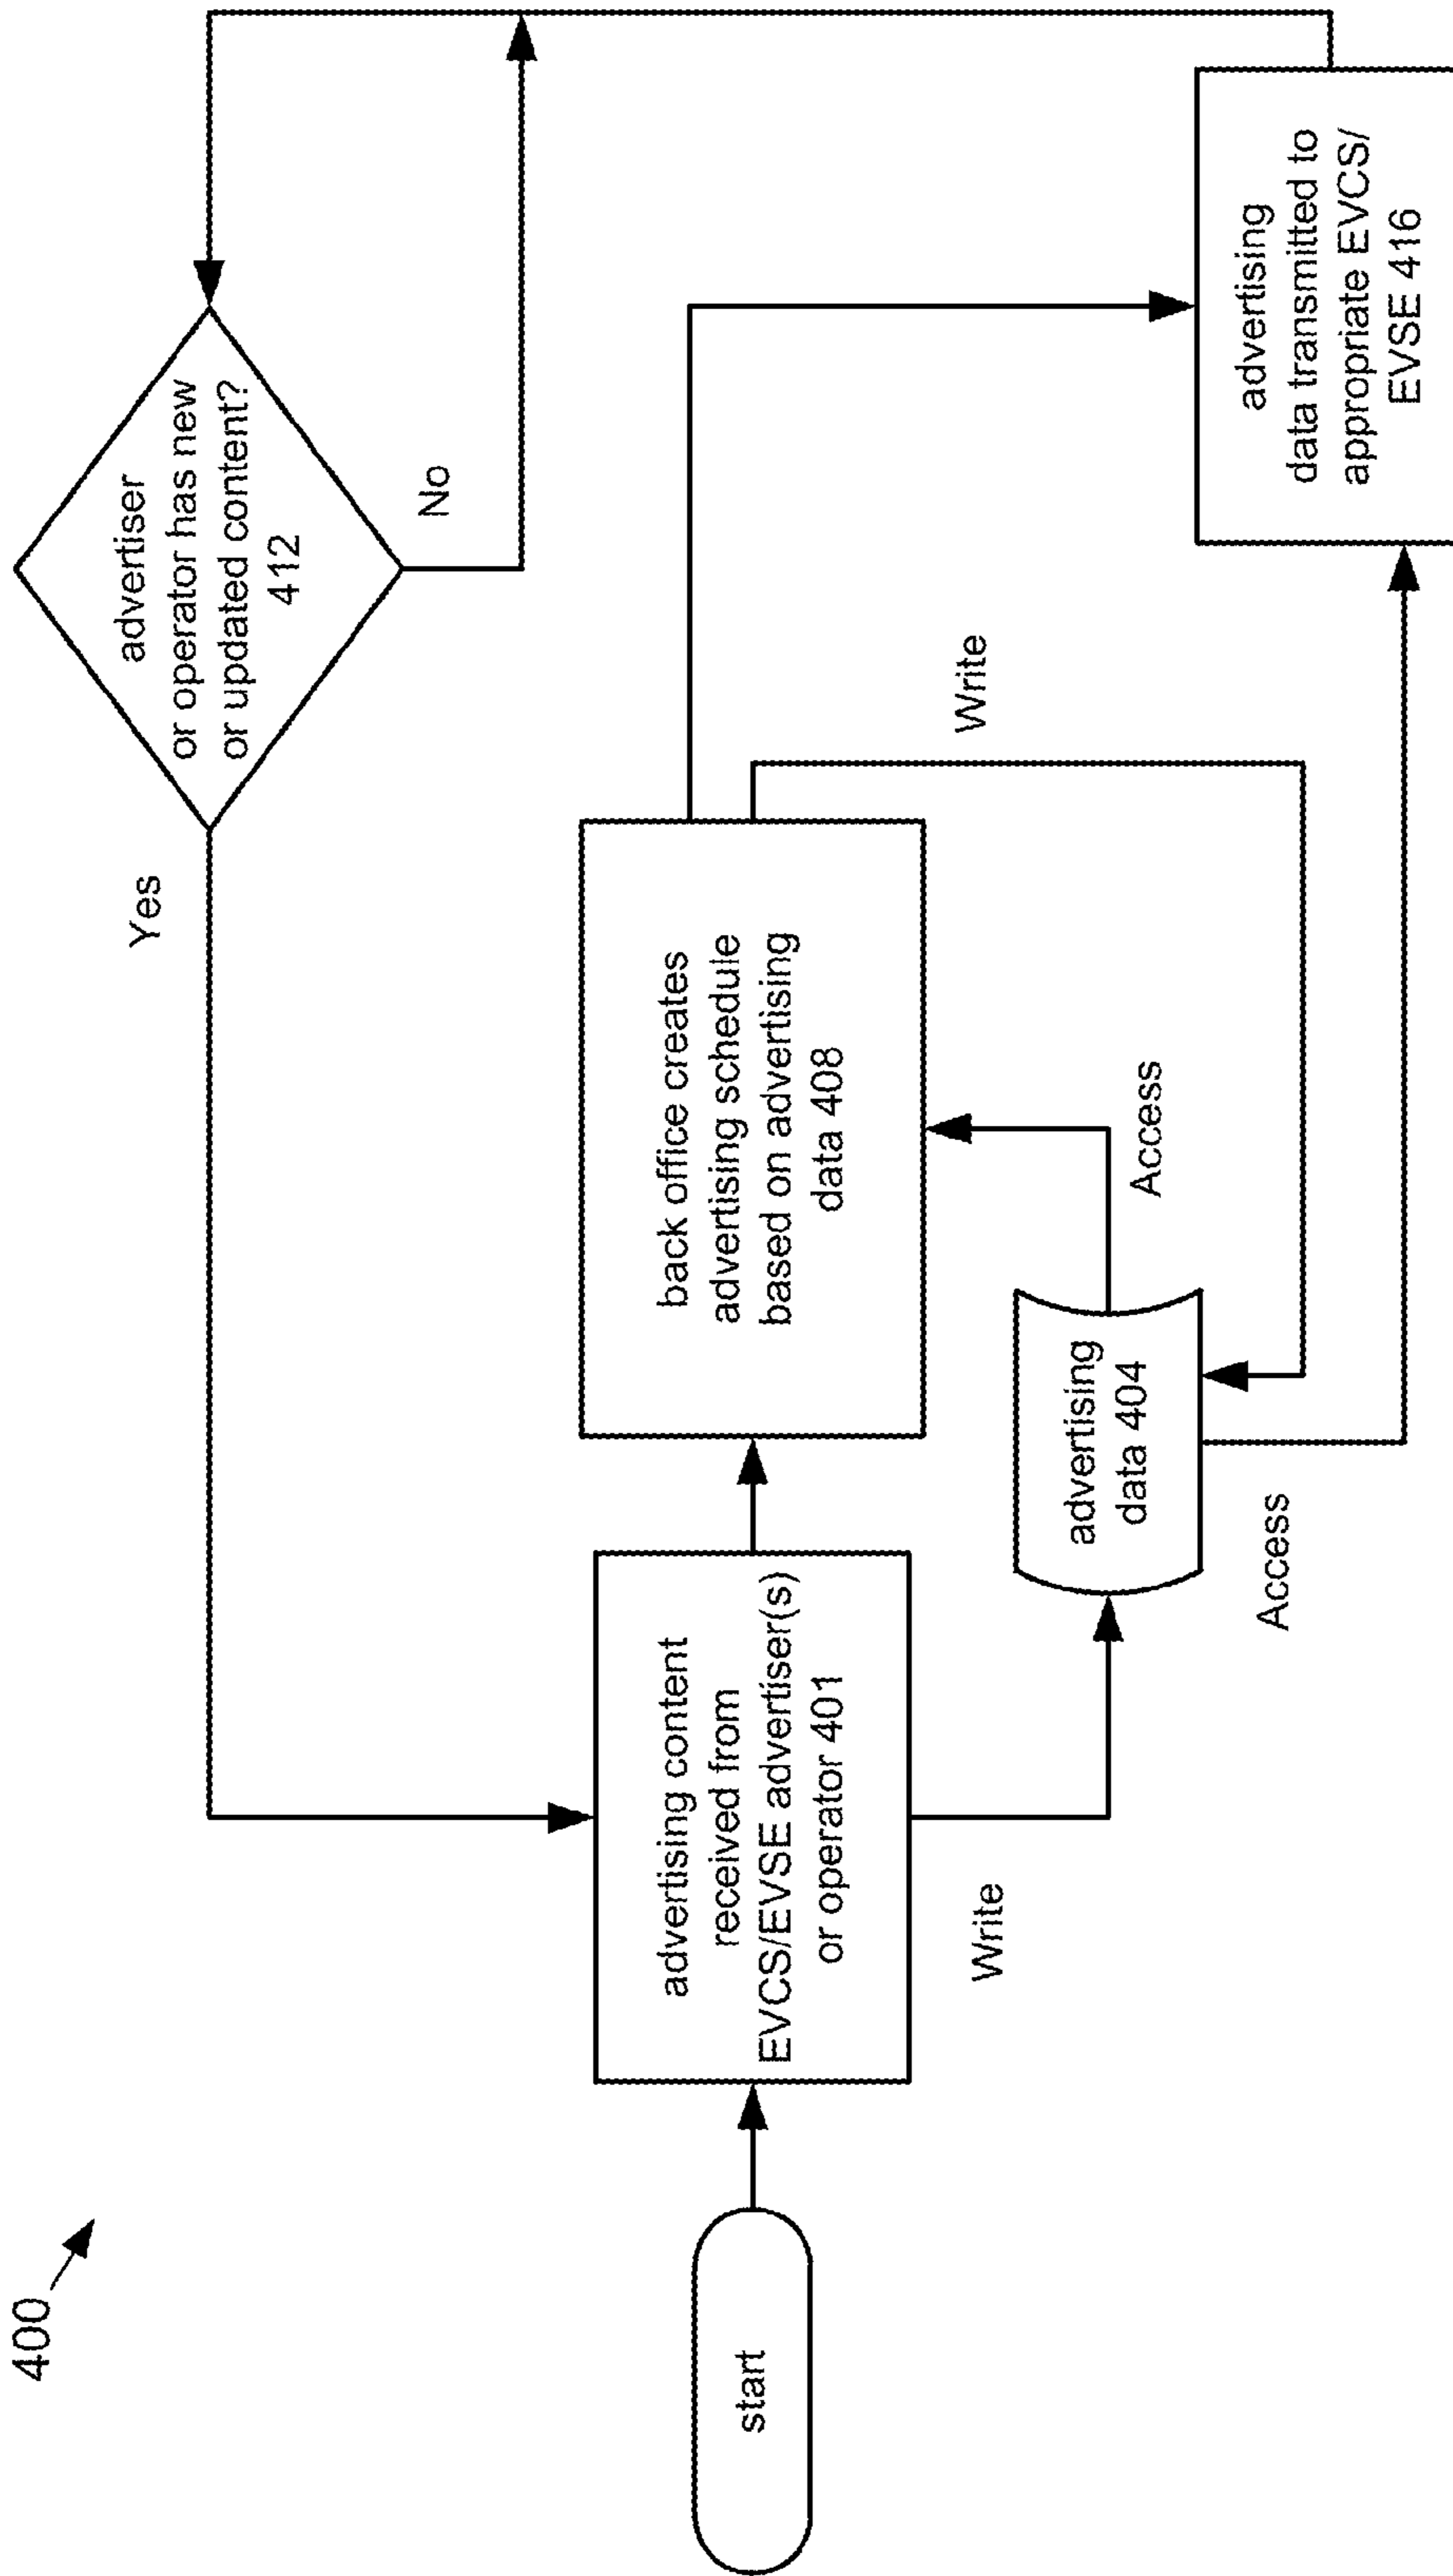 400
start
advertising content
received from
EVCS/EVSE advertiser(s)
or operator 401
Write
advertising
data 404
Access
Access
back office creates
advertising schedule
based on advertising
data 408
Write
Yes
advertiser
or operator has new
or updated content?
412
No
advertising
data transmitted to
appropriate EVCS/
EVSE 416